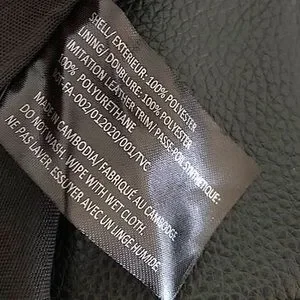 SHELL/ EXTERIEUR: 100% POLYESTER
LINING/ DOUBLURE: 100% POLYESTER
IMITATION LEATHER TRIM/ PASSE POIL SYNTHETIQUE:
100% POLYURETHANE
FA-002/012020/001/TVC
MADE IN CAMBODIA/ FABRIQUÉ AU CAMBODGE
DO NOT WASH. WIPE WITH WET CLOTH.
NE PAS LAVER. ESSUYER AVEC UN LINGE HUMIDE